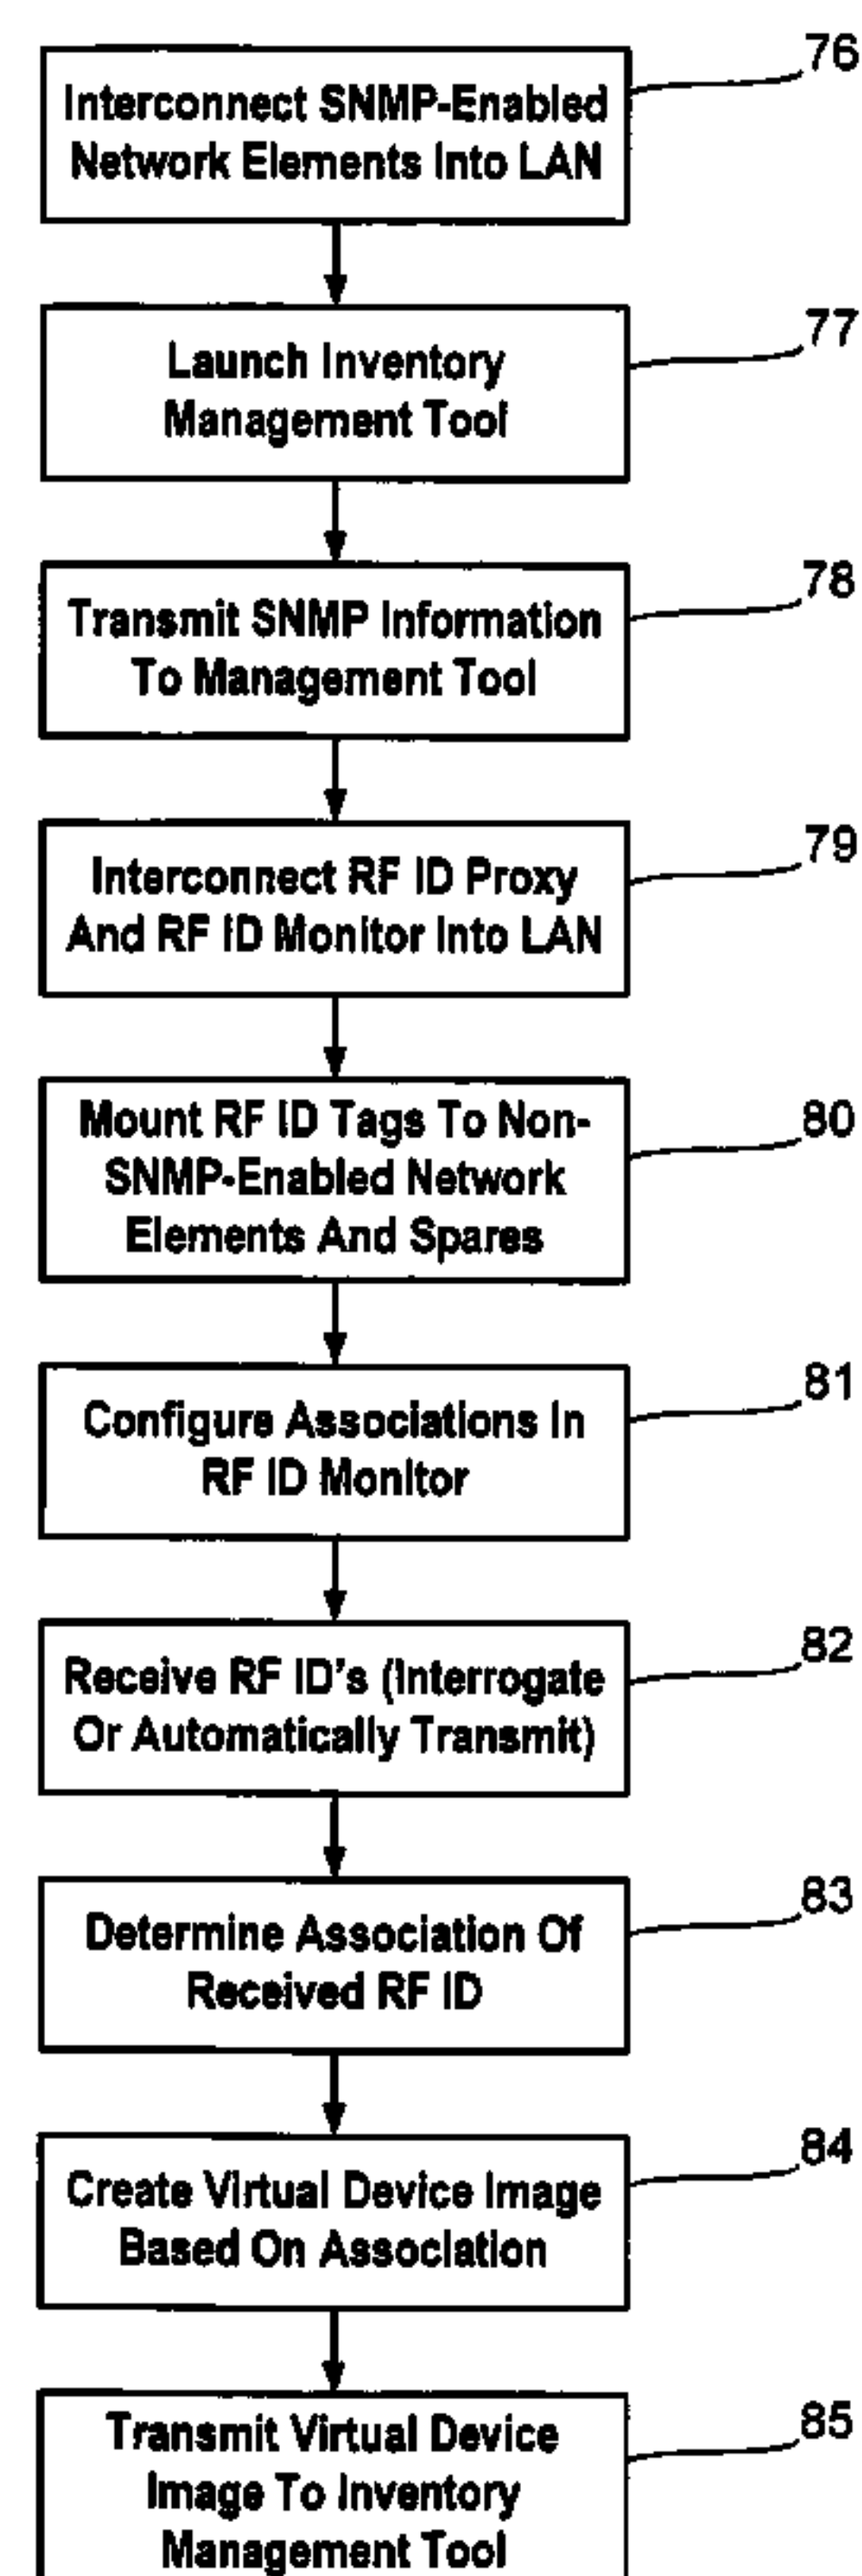 76
Interconnect SNMP-Enabled
Network Elements Into LAN
77
Launch Inventory
Management Tool
78
Transmit SNMP Information
To Management Tool
79
Interconnect RF ID Proxy
And RF ID Monitor Into LAN
80
Mount RF ID Tags To Non-
SNMP-Enabled Network
Elements And Spares
81
Configure Associations In
RF ID Monitor
82
Receive RF ID's (Interrogate
Or Automatically Transmit)
83
Determine Association Of
Received RF ID
84
Create Virtual Device Image
Based On Association
85
Transmit Virtual Device
Image To Inventory
Management Tool